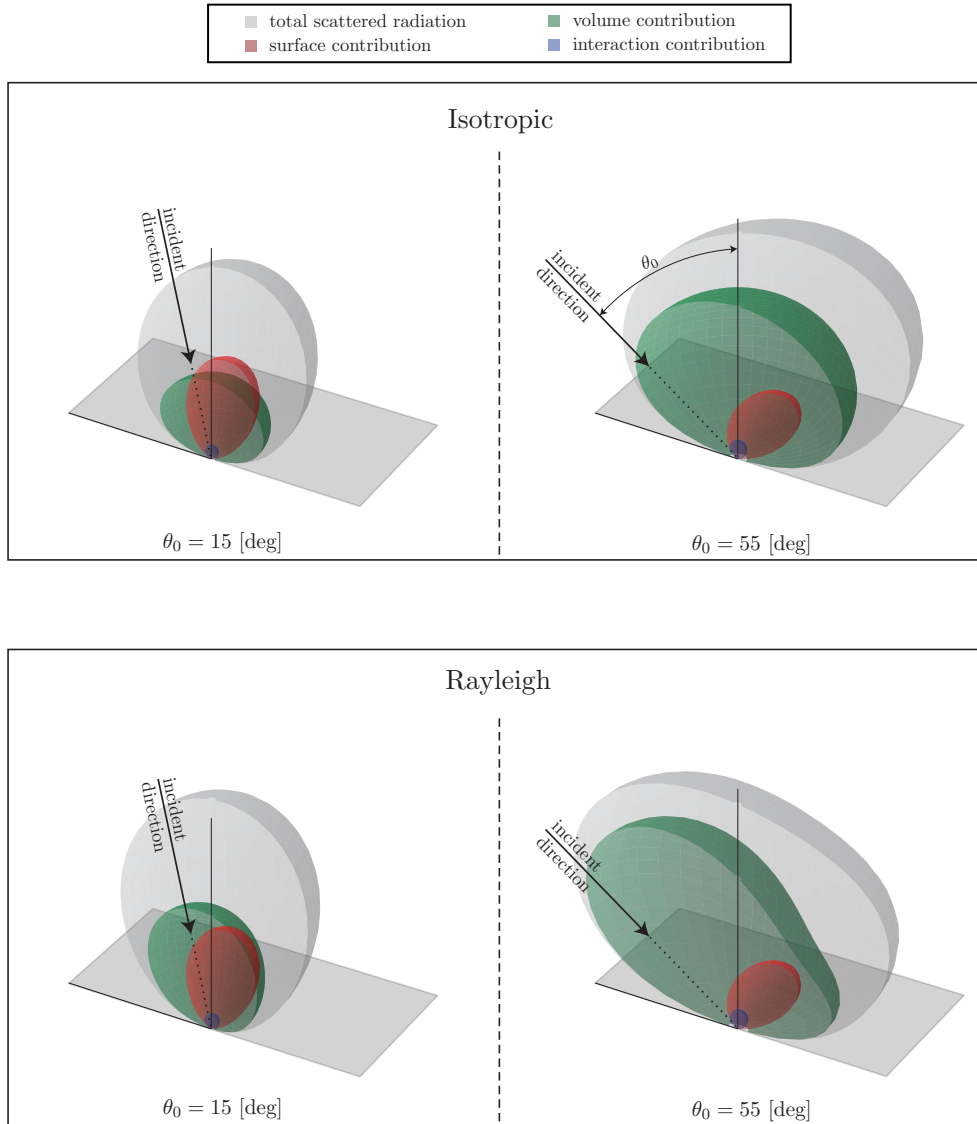 total scattered radiation
volume contribution
surface contribution
interaction contribution
Isotropic
incident
direction
θ₀ = 15 [deg]
incident
direction
θ₀
θ₀ = 55 [deg]
Rayleigh
incident
direction
θ₀ = 15 [deg]
incident
direction
θ₀ = 55 [deg]